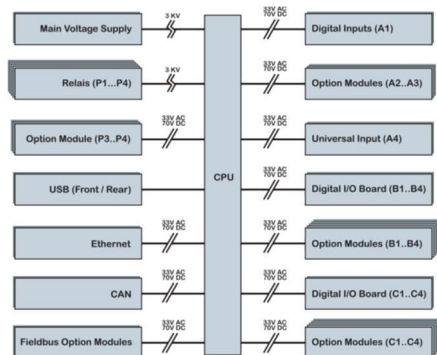 Main Voltage Supply
3 KV
33V AC
70V DC
Digital Inputs (A1)
Relais (P1...P4)
3 KV
33V AC
70V DC
Option Modules (A2..A3)
Option Module (P3..P4)
33V AC
70V DC
33V AC
70V DC
Universal Input (A4)
USB (Front / Rear)
CPU
33V AC
70V DC
Digital I/O Board (B1..B4)
Ethernet
33V AC
70V DC
33V AC
70V DC
Option Modules (B1..B4)
CAN
33V AC
70V DC
33V AC
70V DC
Digital I/O Board (C1..C4)
Fieldbus Option Modules
33V AC
70V DC
33V AC
70V DC
Option Modules (C1..C4)